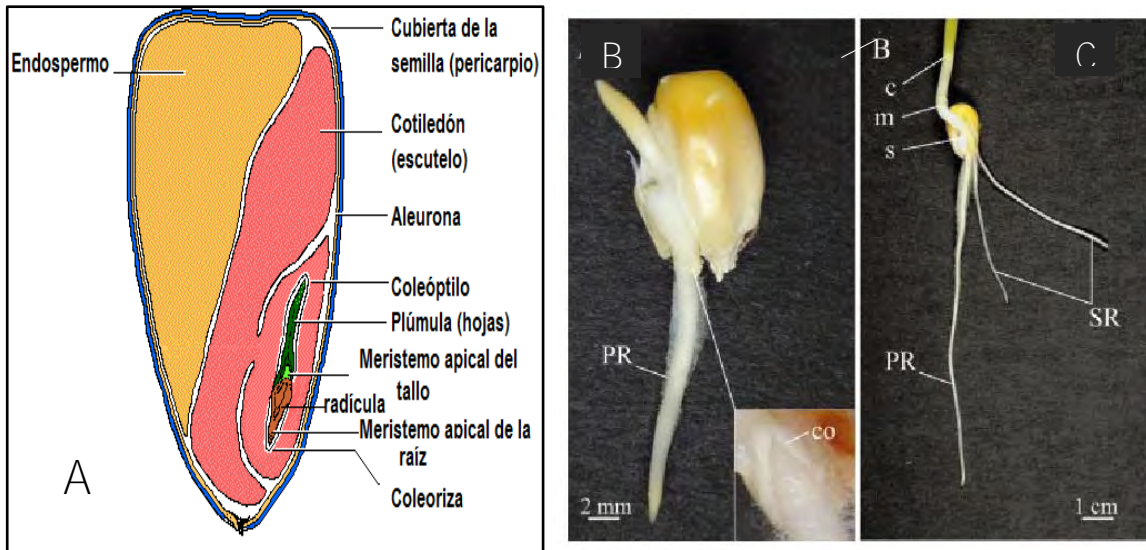 Endospermo
Cubierta de la
semilla (pericarpio)
Cotiledón
(escutelo)
Aleurona
Coleóptilo
Plúmula (hojas)
Meristemo apical del
tallo
radícula
Meristemo apical de la
raíz
Coleoriza
A
B
PR
co
2 mm
B
C
c
m
s
SR
PR
1 cm